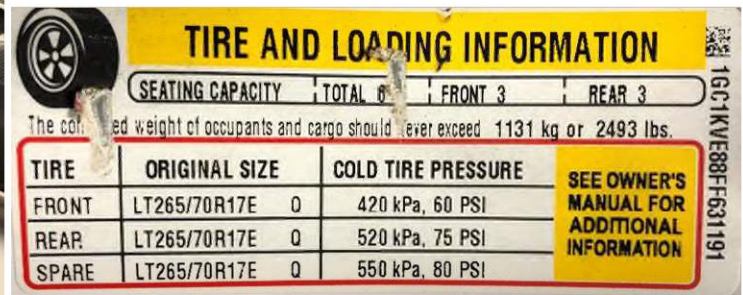 TIRE AND LOADING INFORMATION
SEATING CAPACITY TOTAL 6 FRONT 3 REAR 3
The weight of occupants and cargo should exceed 1131 kg or 2493 lbs.
TIRE ORIGINAL SIZE COLD TIRE PRESSURE
FRONT LT265/70R17E Q 420 kPa, 60 PSI
REAR LT265/70R17E Q 520 kPa, 75 PSI
SPARE LT265/70R17E Q 550 kPa, 80 PSI
SEE OWNER'S
MANUAL FOR
ADDITIONAL
INFORMATION
1GC1KVE88FF631191